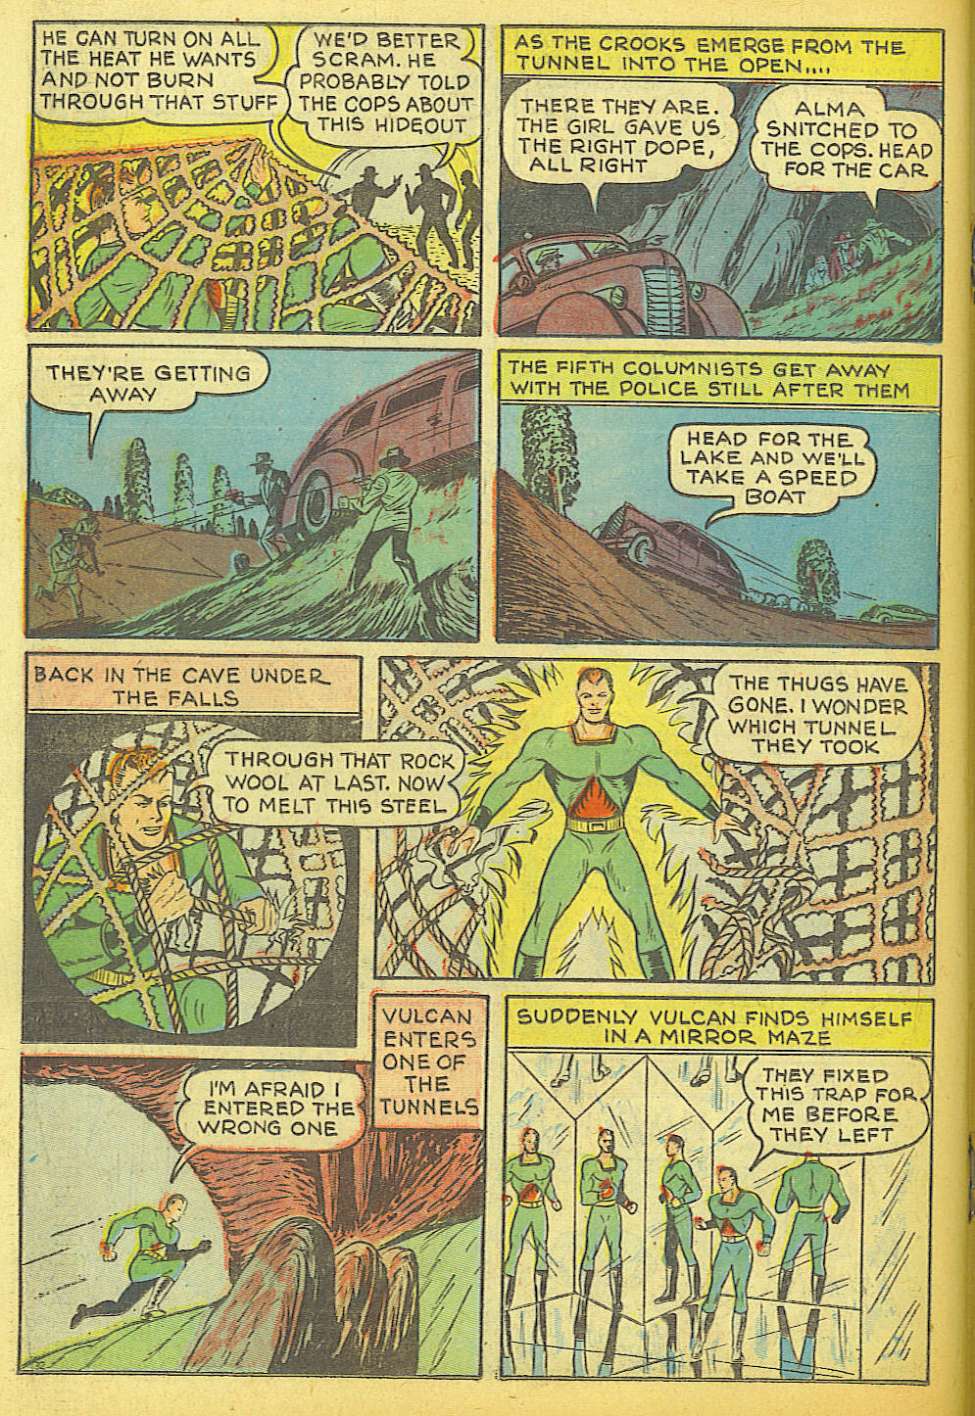 HE CAN TURN ON ALL
THE HEAT HE WANTS
AND NOT BURN
THROUGH THAT STUFF
WE'D BETTER
SCRAM. HE
PROBABLY TOLD
THE COPS ABOUT
THIS HIDEOUT
AS THE CROOKS EMERGE FROM THE
TUNNEL INTO THE OPEN....
THERE THEY ARE.
THE GIRL GAVE US
THE RIGHT DOPE,
ALL RIGHT
ALMA
SNITCHED TO
THE COPS. HEAD
FOR THE CAR
THEY'RE GETTING
AWAY
THE FIFTH COLUMNISTS GET AWAY
WITH THE POLICE STILL AFTER THEM
HEAD FOR THE
LAKE AND WE'LL
TAKE A SPEED
BOAT
BACK IN THE CAVE UNDER
THE FALLS
THROUGH THAT ROCK
WOOL AT LAST. NOW
TO MELT THIS STEEL
THE THUGS HAVE
GONE. I WONDER
WHICH TUNNEL
THEY TOOK
VULCAN
ENTERS
ONE OF
THE
TUNNELS
I'M AFRAID I
ENTERED THE
WRONG ONE
SUDDENLY VULCAN FINDS HIMSELF
IN A MIRROR MAZE
THEY FIXED
THIS TRAP FOR
ME BEFORE
THEY LEFT